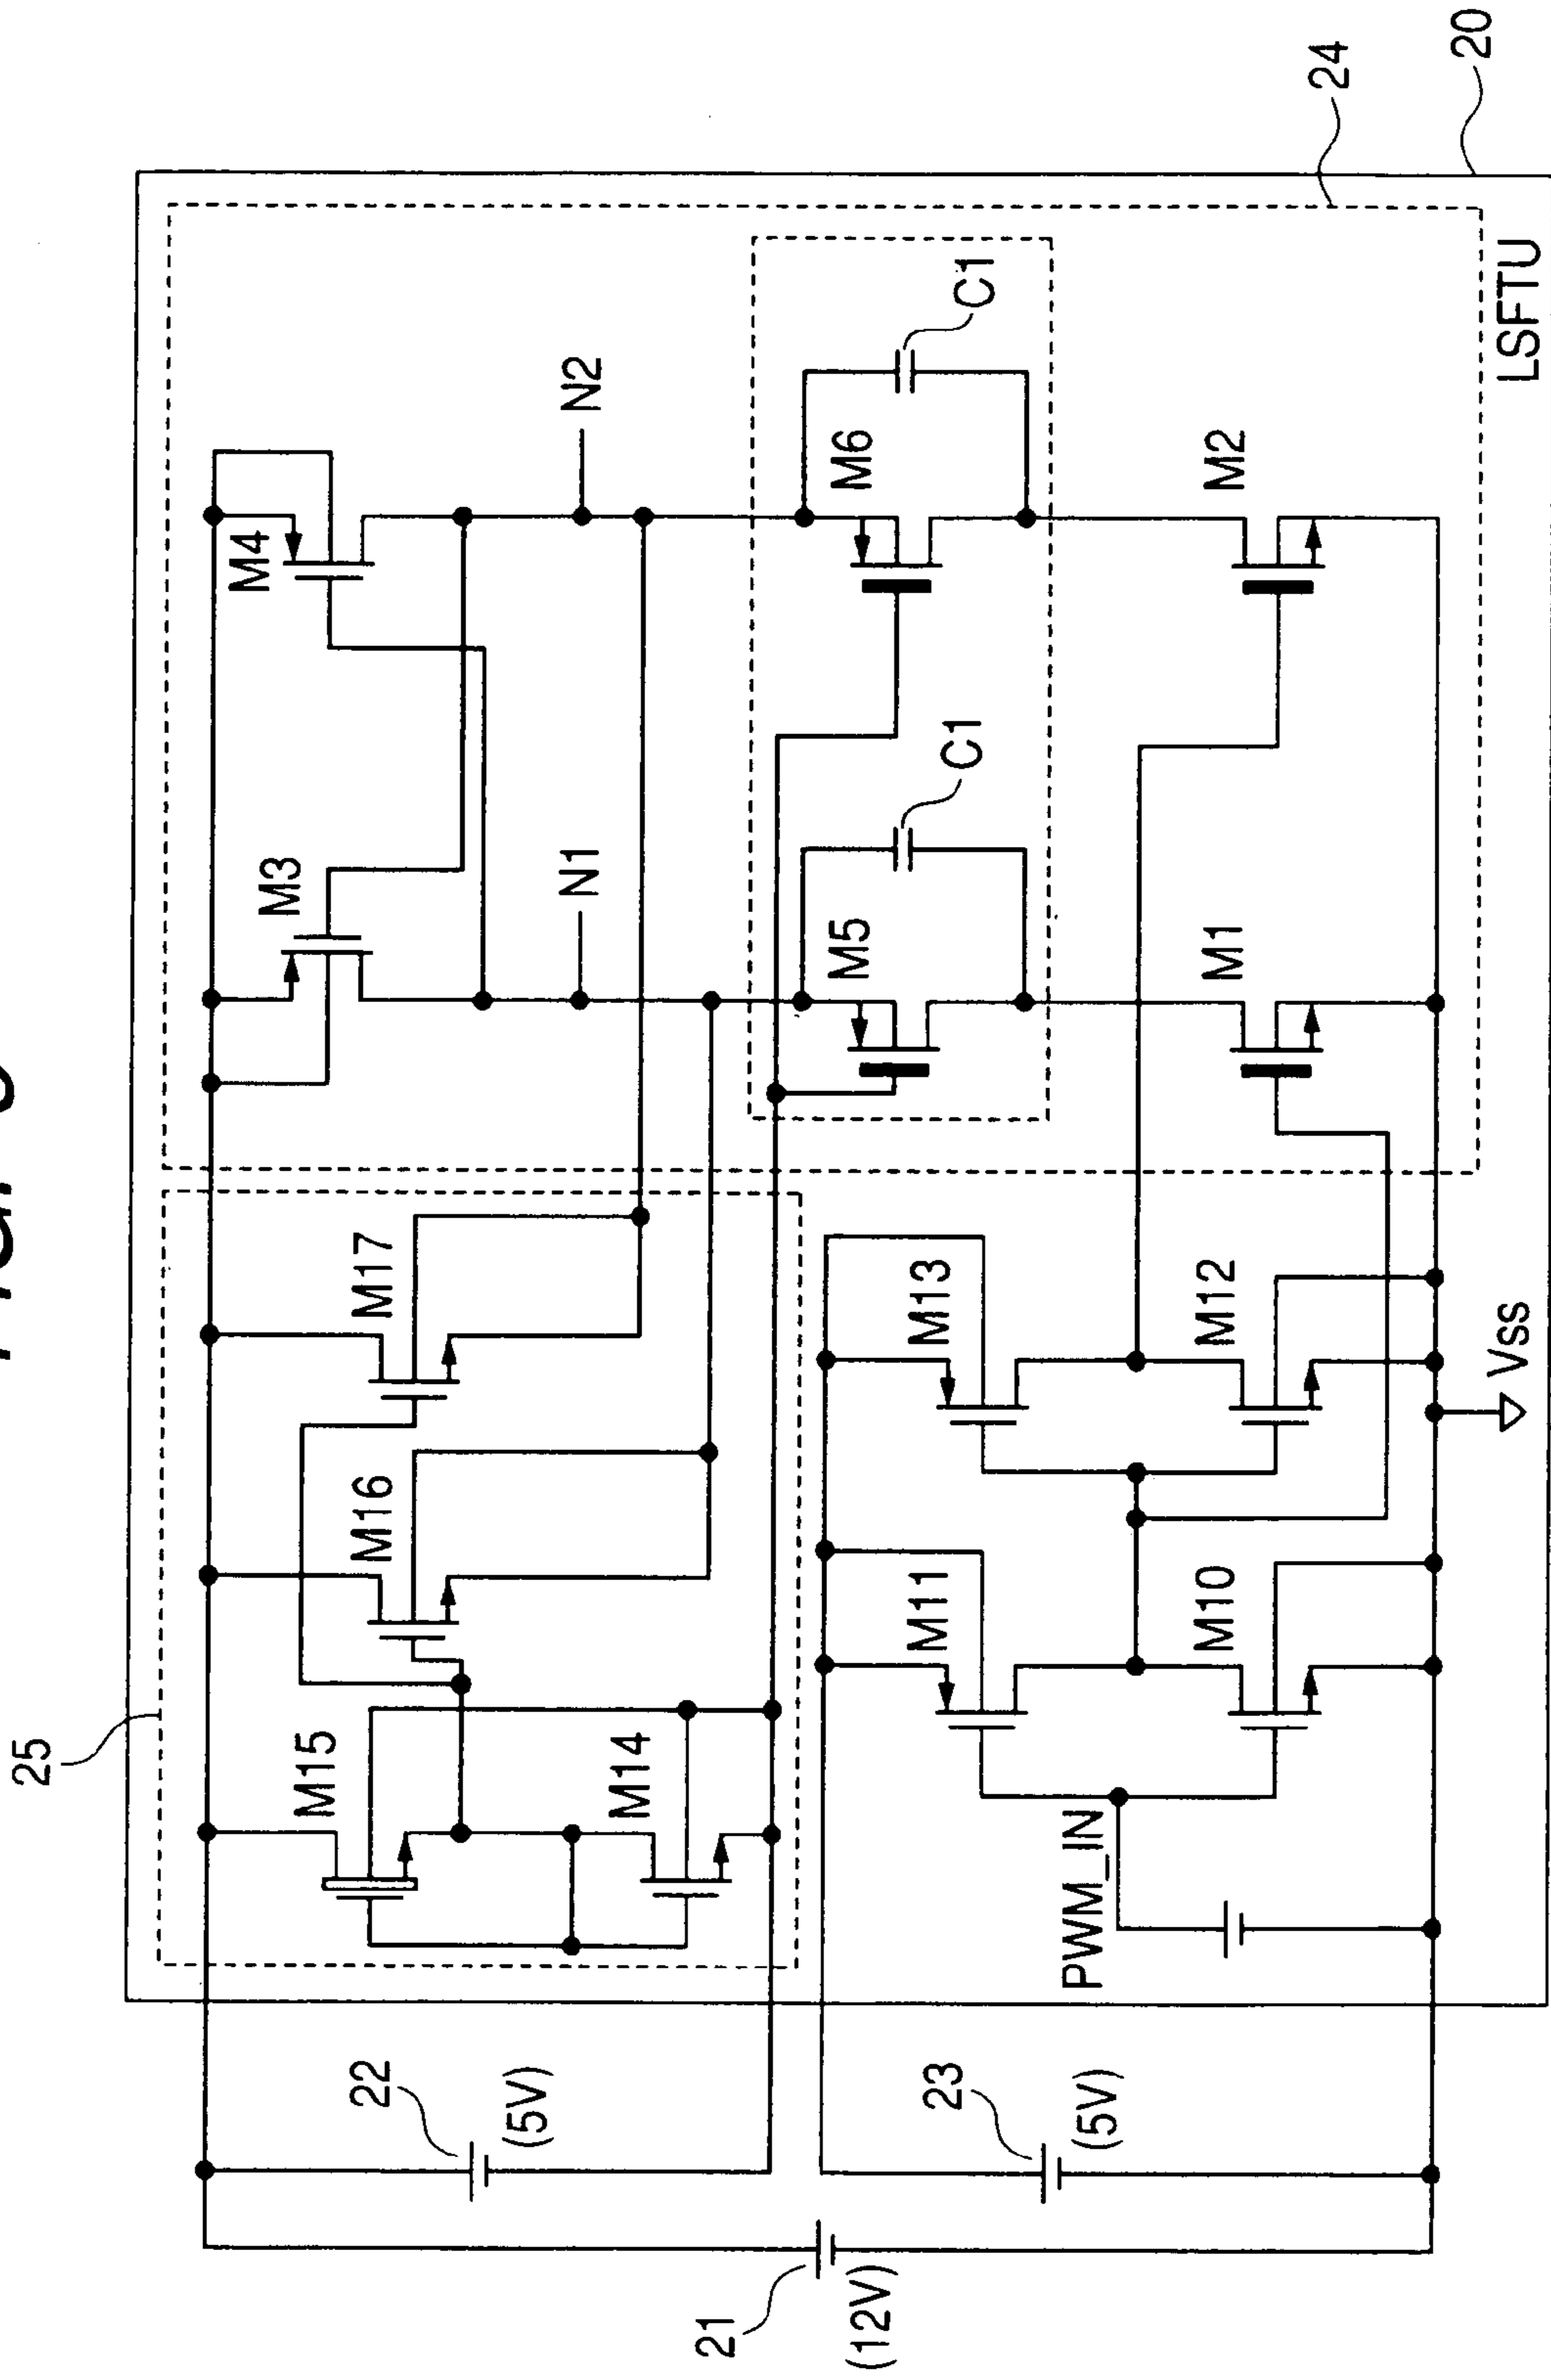 25
M15
M14
M16
M17
M3
M4
N1
N2
M5
C1
M6
C1
22
(5V)
21
(12V)
23
(5V)
PWM_IN
M11
M10
M13
M12
M1
M2
Vss
24
LSFTU
20